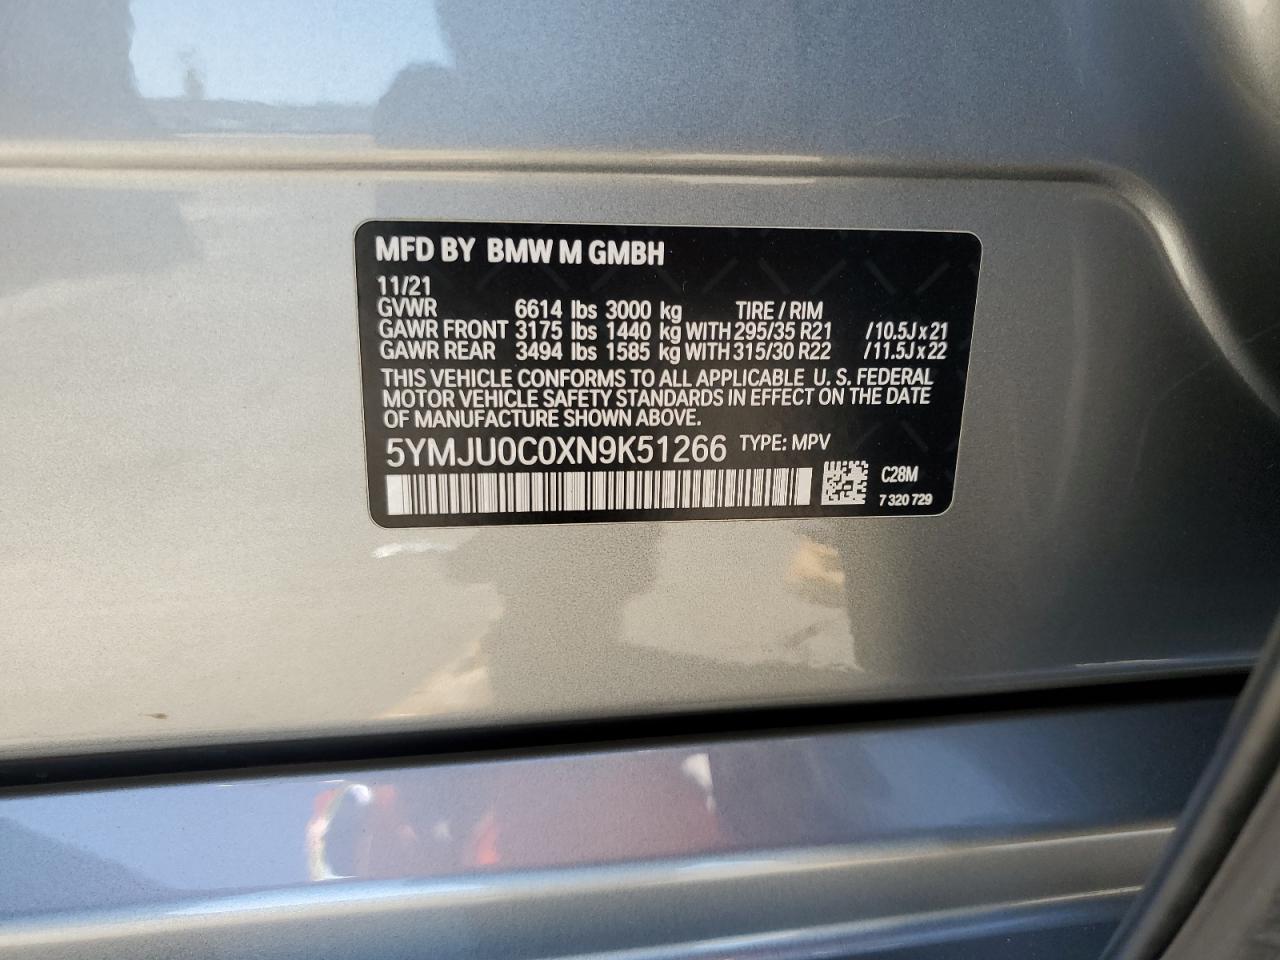 MFD BY BMW M GMBH
11/21
GVWR 6614 lbs 3000 kg TIRE / RIM
GAWR FRONT 3175 lbs 1440 kg WITH 295/35 R21 /10.5J x 21
GAWR REAR 3494 lbs 1585 kg WITH 315/30 R22 /11.5J x 22
THIS VEHICLE CONFORMS TO ALL APPLICABLE U. S. FEDERAL
MOTOR VEHICLE SAFETY STANDARDS IN EFFECT ON THE DATE
OF MANUFACTURE SHOWN ABOVE.
5YMJU0C0XN9K51266 TYPE: MPV
C28M
7 320 729